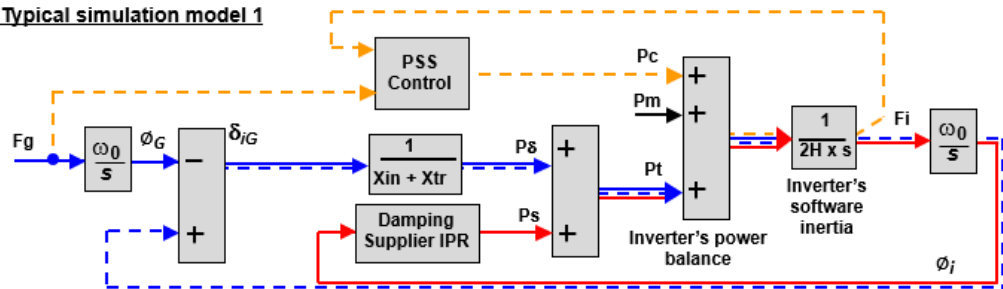 Typical simulation model 1
PSS
Control
Pc
Pm
Fg
ω0
s
ØG
δiG
−
+
1
Xin + Xtr
Pδ
Damping
Supplier IPR
Ps
+
+
Pt
+
+
+
Inverter's power
balance
1
2H x s
Inverter's
software
inertia
Fi
ω0
s
Øi